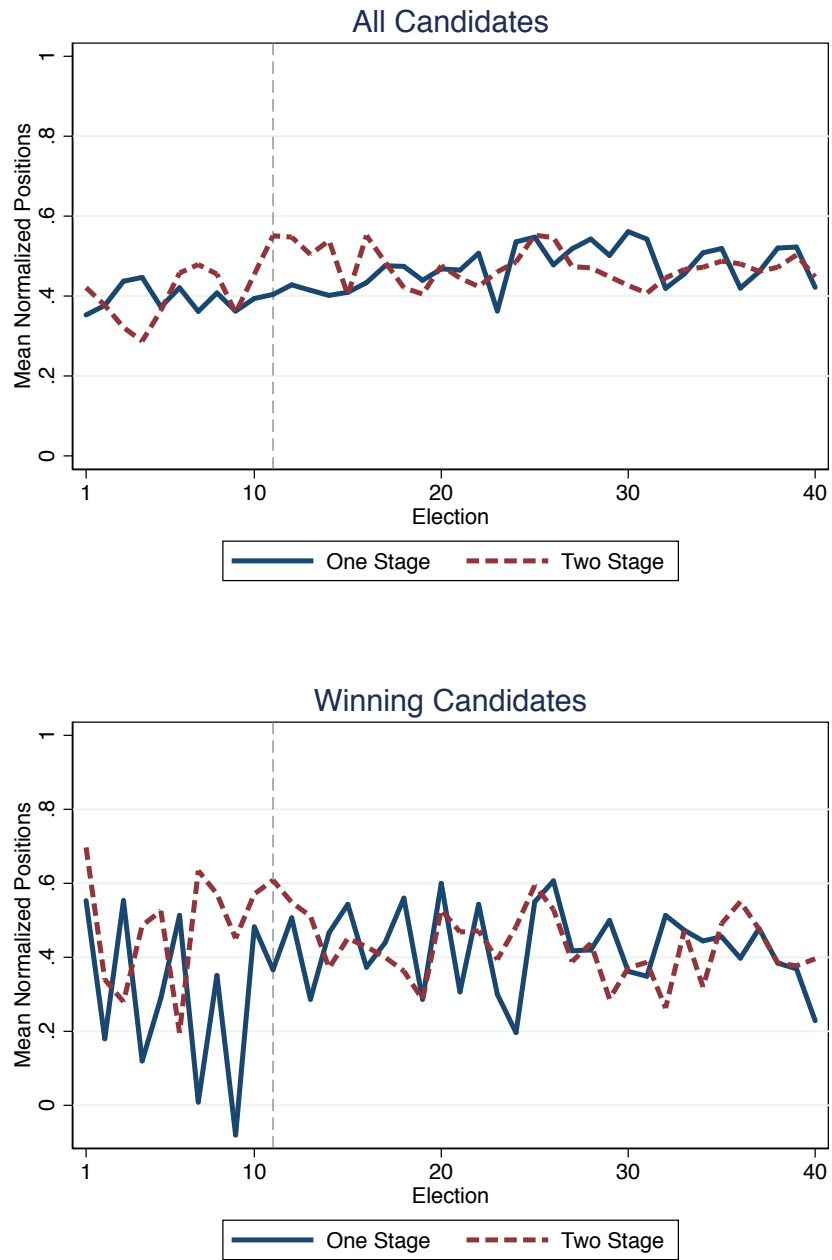 All Candidates
Mean Normalized Positions
1
.8
.6
.4
.2
0
1
10
20
30
40
Election
One Stage
Two Stage
Winning Candidates
Mean Normalized Positions
1
.8
.6
.4
.2
0
1
10
20
30
40
Election
One Stage
Two Stage